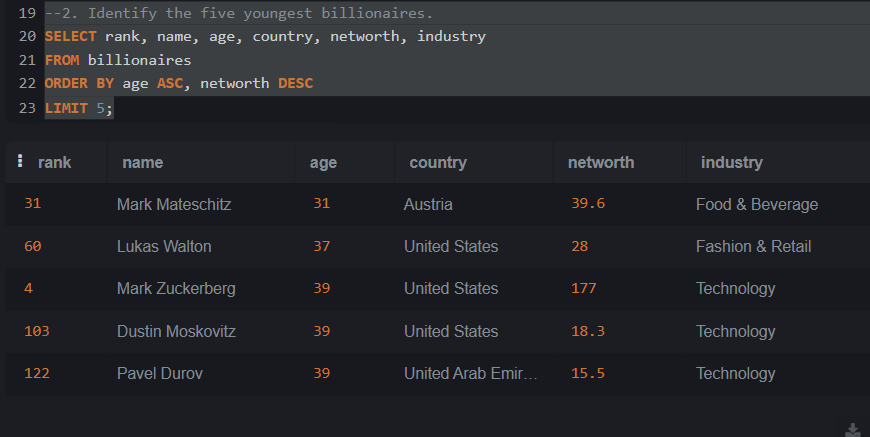 19 --2. Identify the five youngest billionaires.
20 SELECT rank, name, age, country, networth, industry
21 FROM billionaires
22 ORDER BY age ASC, networth DESC
23 LIMIT 5;
rank name age country networth industry
31 Mark Mateschitz 31 Austria 39.6 Food & Beverage
60 Lukas Walton 37 United States 28 Fashion & Retail
4 Mark Zuckerberg 39 United States 177 Technology
103 Dustin Moskovitz 39 United States 18.3 Technology
122 Pavel Durov 39 United Arab Emir... 15.5 Technology